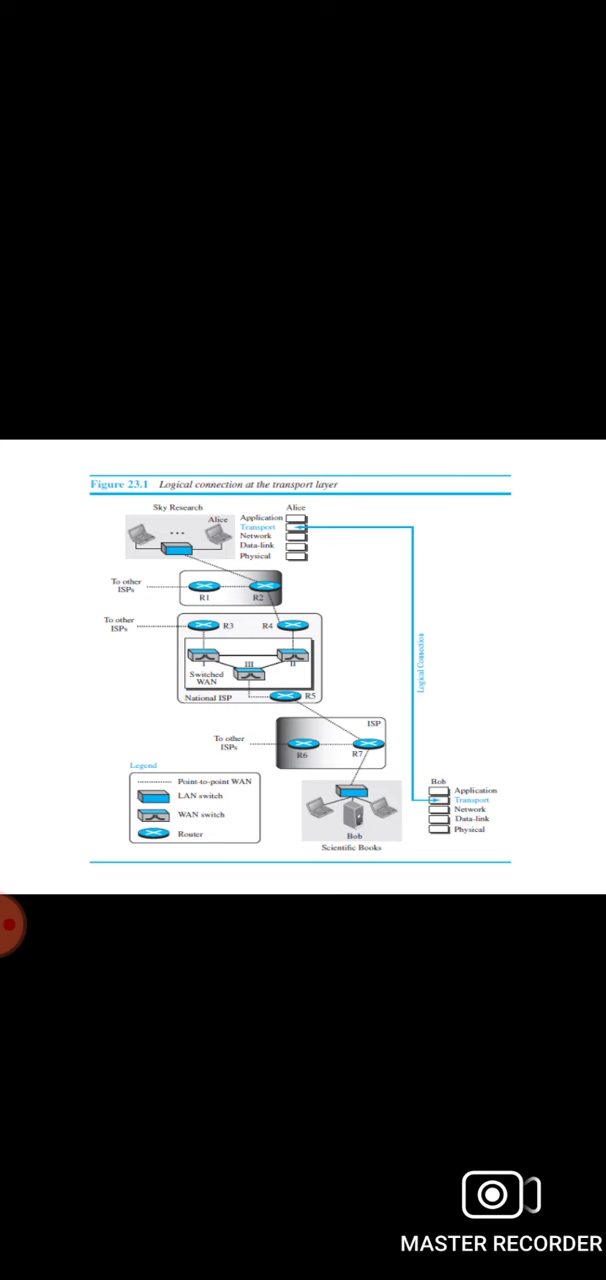 Figure 23.1 Logical connection at the transport layer
Sky Research
Alice
Alice
Application
Transport
Network
Data-link
Physical
To other
ISPs
R1
R2
To other
ISPs
R3
R4
I
III
II
Switched
WAN
National ISP
R5
Logical Connection
ISP
To other
ISPs
R6
R7
Legend
Point-to-point WAN
LAN switch
WAN switch
Router
Bob
Scientific Books
Bob
Application
Transport
Network
Data-link
Physical
MASTER RECORDER